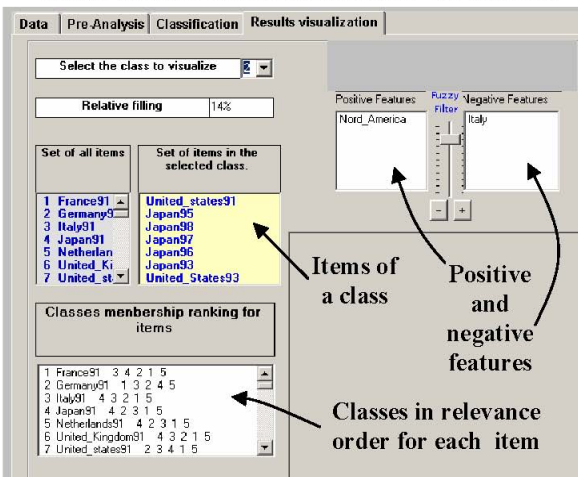 Data Pre-Analysis Classification Results visualization
Select the class to visualize 2
Relative filling 14%
Positive Features
Fuzzy Filter
Negative Features
Nord_America
Italy
- +
Set of all items
Set of items in the
selected class.
1 France91
2 Germany9
3 Italy91
4 Japan91
5 Netherlan
6 United_Ki
7 United_st
United_states91
Japan95
Japan98
Japan97
Japan96
Japan93
United_States93
Items of
a class
Positive
and
negative
features
Classes menbership ranking for
items
1 France91 3 4 2 1 5
2 Germany91 1 3 2 4 5
3 Italy91 4 3 2 1 5
4 Japan91 4 2 3 1 5
5 Netherlands91 4 2 3 1 5
6 United_Kingdom91 4 3 2 1 5
7 United_states91 2 3 4 1 5
Classes in relevance
order for each item